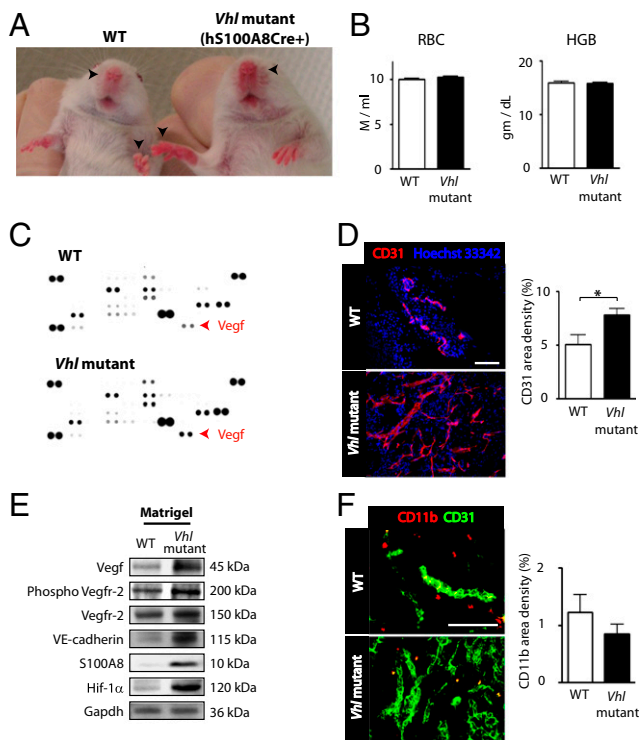 A
WT
Vhl mutant
(hS100A8Cre+)
B
RBC
M / ml
10
5
0
WT
Vhl
mutant
HGB
gm / dL
20
15
10
5
0
WT
Vhl
mutant
C
WT
Vegf
Vhl mutant
Vegf
D
CD31 Hoechst 33342
WT
Vhl mutant
CD31 area density (%)
10
5
0
*
WT
Vhl
mutant
E
Matrigel
WT
Vhl
mutant
Vegf 45 kDa
Phospho Vegfr-2 200 kDa
Vegfr-2 150 kDa
VE-cadherin 115 kDa
S100A8 10 kDa
Hif-1α 120 kDa
Gapdh 36 kDa
F
CD11b CD31
WT
Vhl mutant
CD11b area density (%)
2
1
0
WT
Vhl
mutant